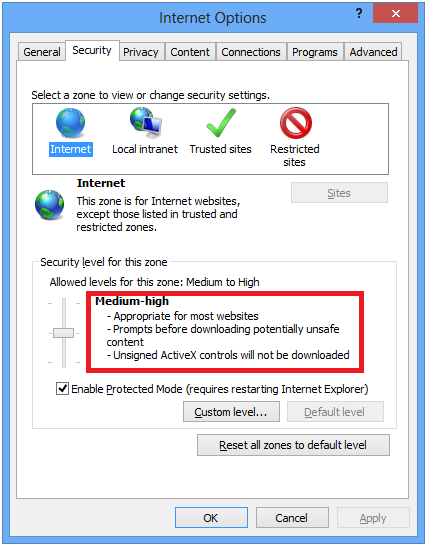 Internet Options
?
General Security Privacy Content Connections Programs Advanced
Select a zone to view or change security settings.
Internet Local intranet Trusted sites Restricted
sites
Internet
Sites
This zone is for Internet websites,
except those listed in trusted and
restricted zones.
Security level for this zone
Allowed levels for this zone: Medium to High
Medium-high
- Appropriate for most websites
- Prompts before downloading potentially unsafe
content
- Unsigned ActiveX controls will not be downloaded
Enable Protected Mode (requires restarting Internet Explorer)
Custom level... Default level
Reset all zones to default level
OK Cancel Apply